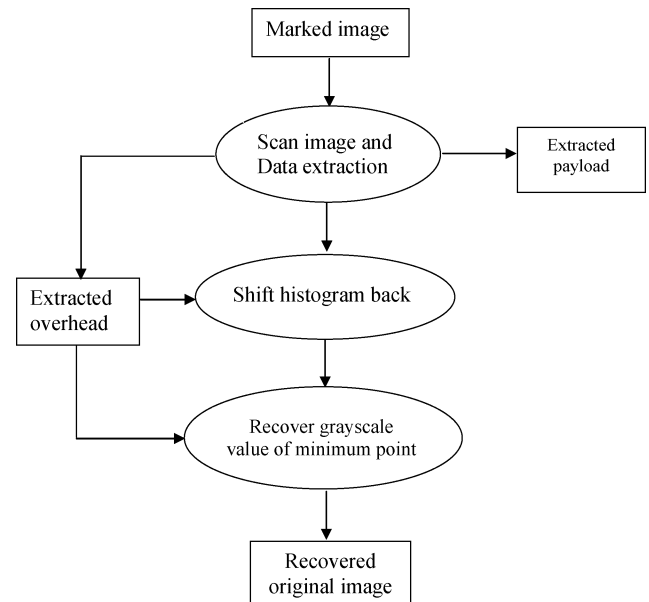 Marked image
Scan image and
Data extraction
Extracted
payload
Extracted
overhead
Shift histogram back
Recover grayscale
value of minimum point
Recovered
original image